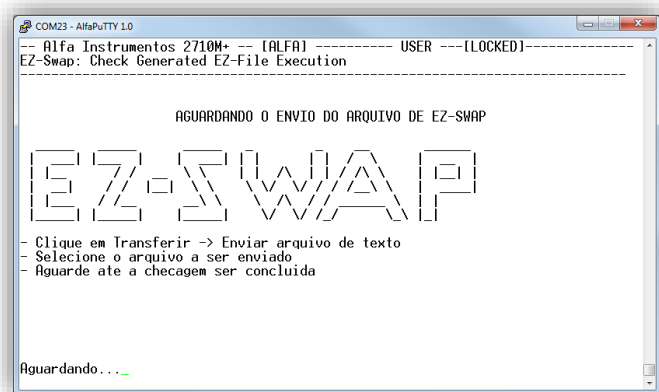 COM23 - AlfaPuTTY 1.0
-- Alfa Instrumentos 2710M+ -- [ALFA] ---------- USER ---[LOCKED]--------------
EZ-Swap: Check Generated EZ-File Execution
AGUARDANDO O ENVIO DO ARQUIVO DE EZ-SWAP
EZ-SWAP
- Clique em Transferir -> Enviar arquivo de texto
- Selecione o arquivo a ser enviado
- Aguarde ate a checagem ser concluida
Aguardando..._